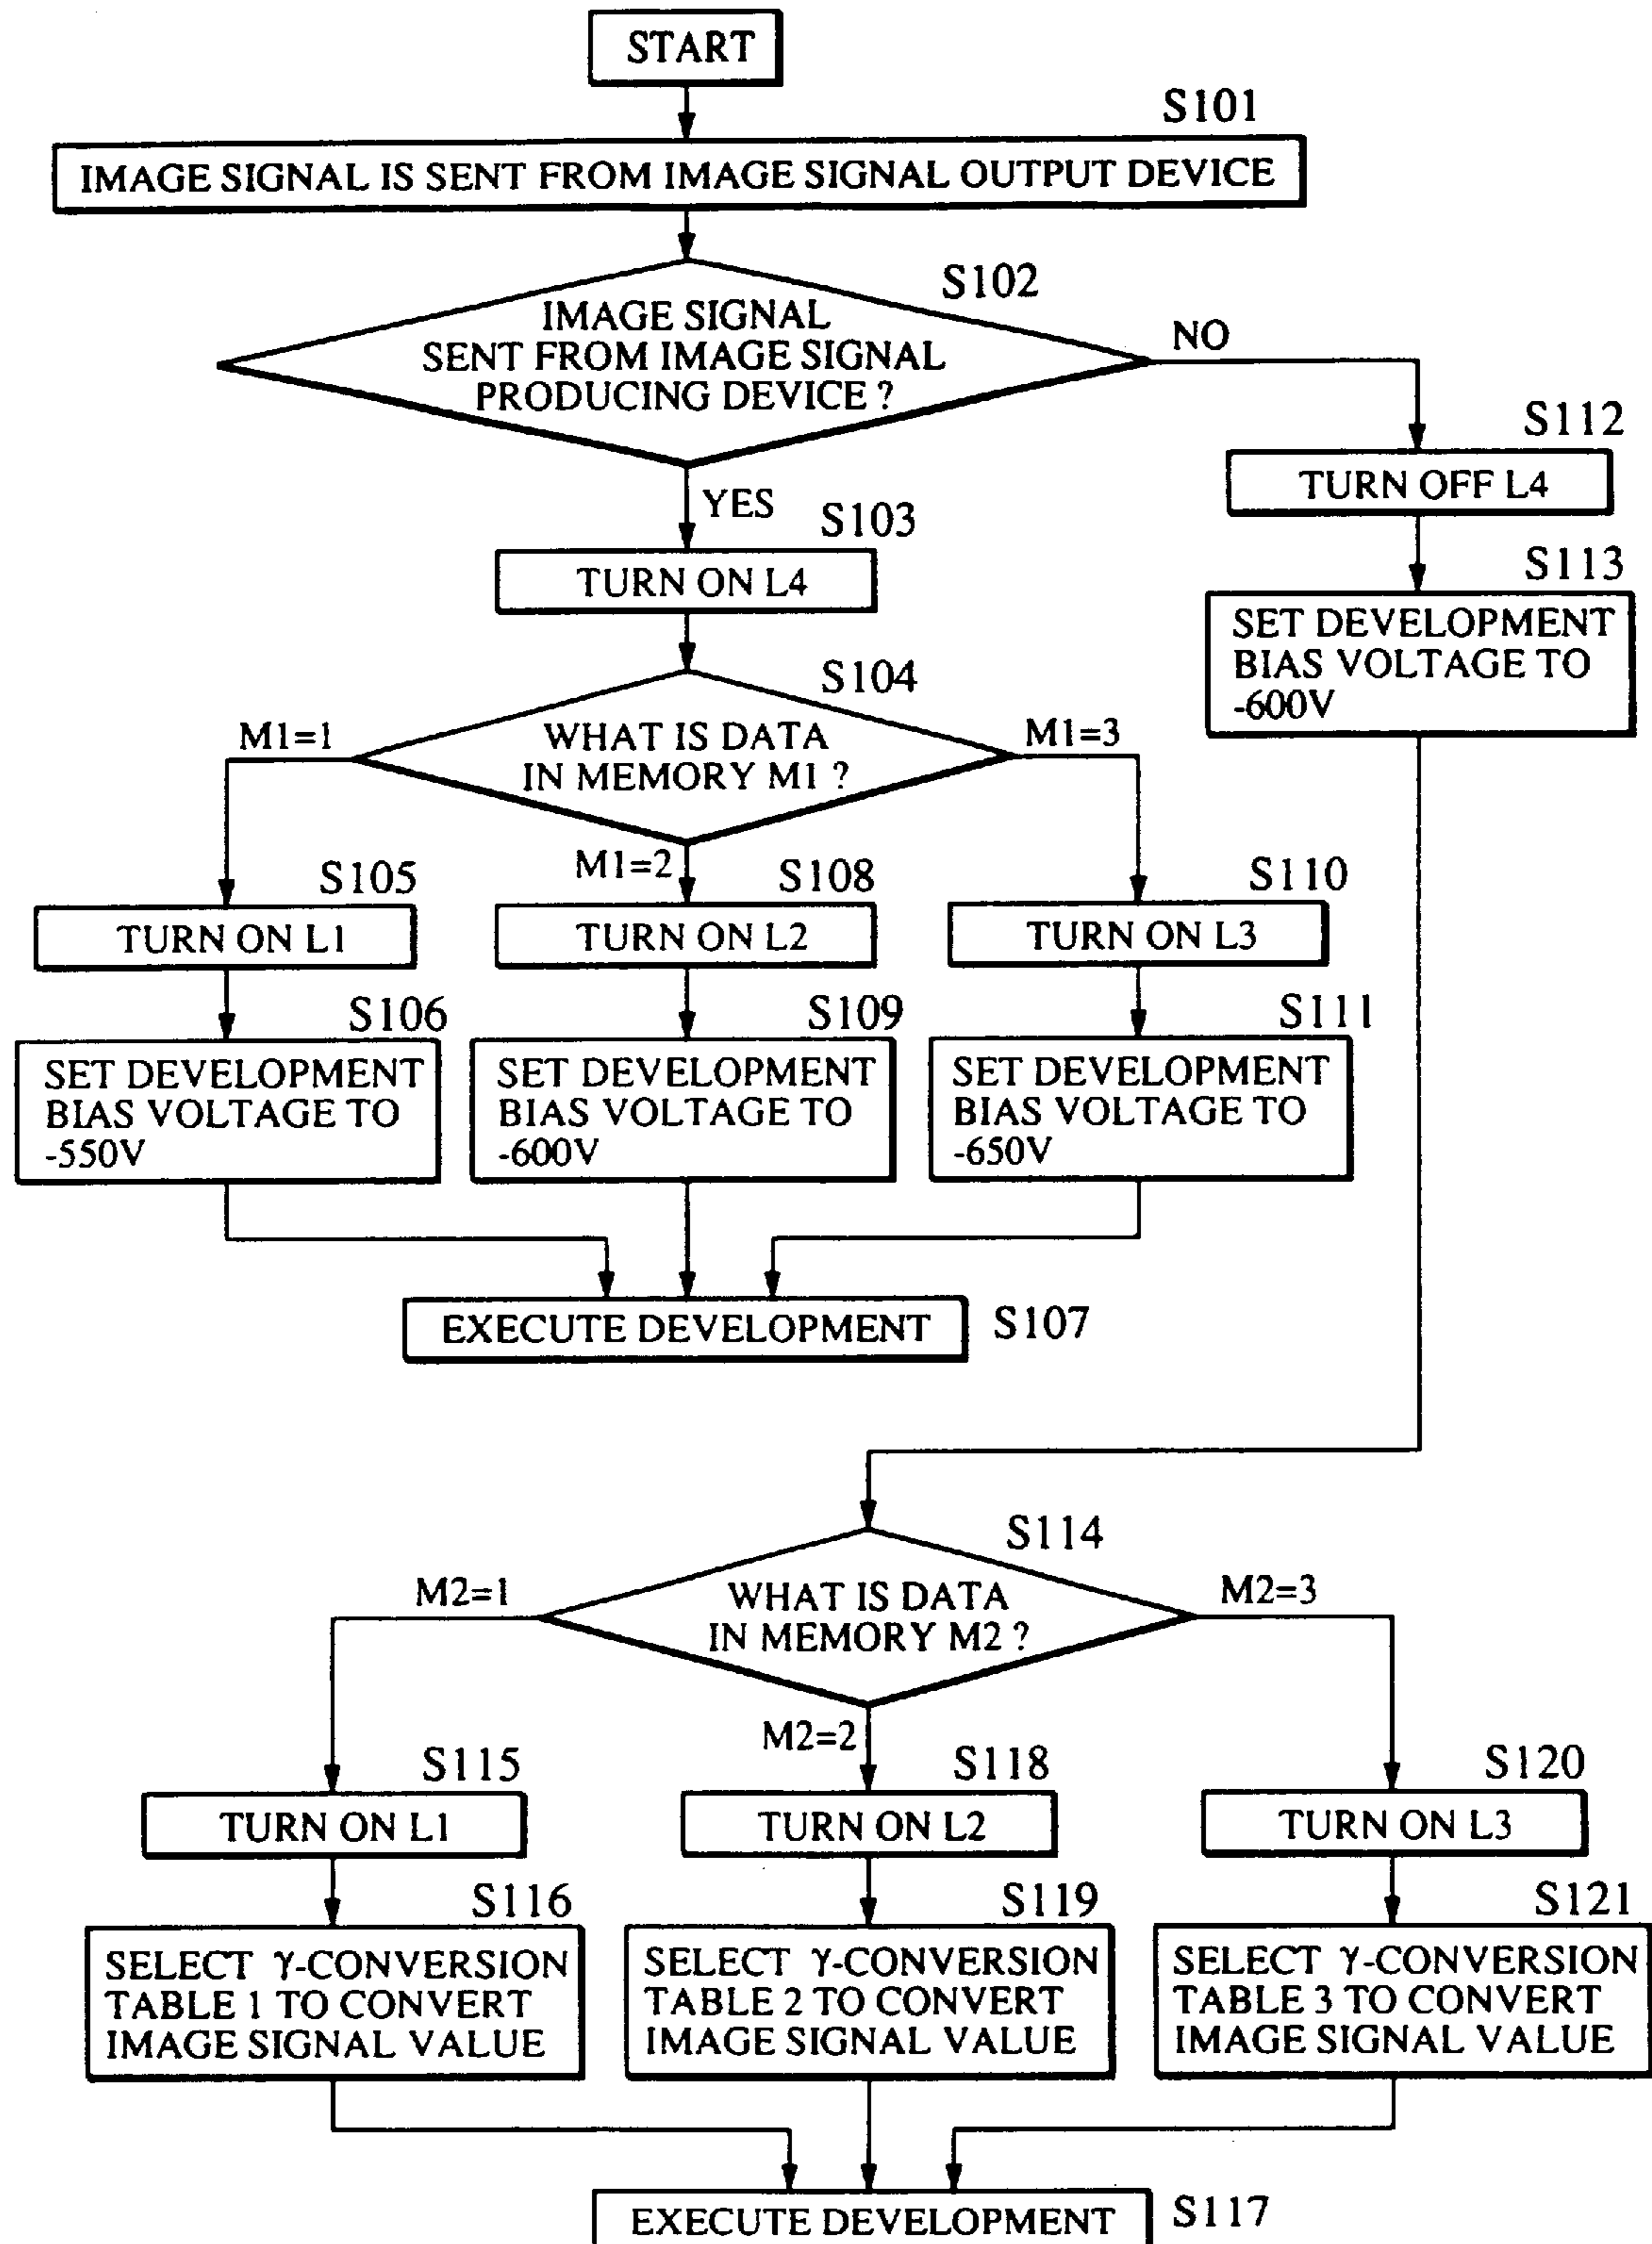 START
S101
IMAGE SIGNAL IS SENT FROM IMAGE SIGNAL OUTPUT DEVICE
S102
IMAGE SIGNAL
SENT FROM IMAGE SIGNAL
PRODUCING DEVICE ?
NO
YES
S112
TURN OFF L4
S103
TURN ON L4
S113
SET DEVELOPMENT
BIAS VOLTAGE TO
-600V
S104
WHAT IS DATA
IN MEMORY M1 ?
M1=1
M1=2
M1=3
S105
TURN ON L1
S108
TURN ON L2
S110
TURN ON L3
S106
SET DEVELOPMENT
BIAS VOLTAGE TO
-550V
S109
SET DEVELOPMENT
BIAS VOLTAGE TO
-600V
S111
SET DEVELOPMENT
BIAS VOLTAGE TO
-650V
EXECUTE DEVELOPMENT
S107
S114
WHAT IS DATA
IN MEMORY M2 ?
M2=1
M2=2
M2=3
S115
TURN ON L1
S118
TURN ON L2
S120
TURN ON L3
S116
SELECT γ-CONVERSION
TABLE 1 TO CONVERT
IMAGE SIGNAL VALUE
S119
SELECT γ-CONVERSION
TABLE 2 TO CONVERT
IMAGE SIGNAL VALUE
S121
SELECT γ-CONVERSION
TABLE 3 TO CONVERT
IMAGE SIGNAL VALUE
EXECUTE DEVELOPMENT
S117